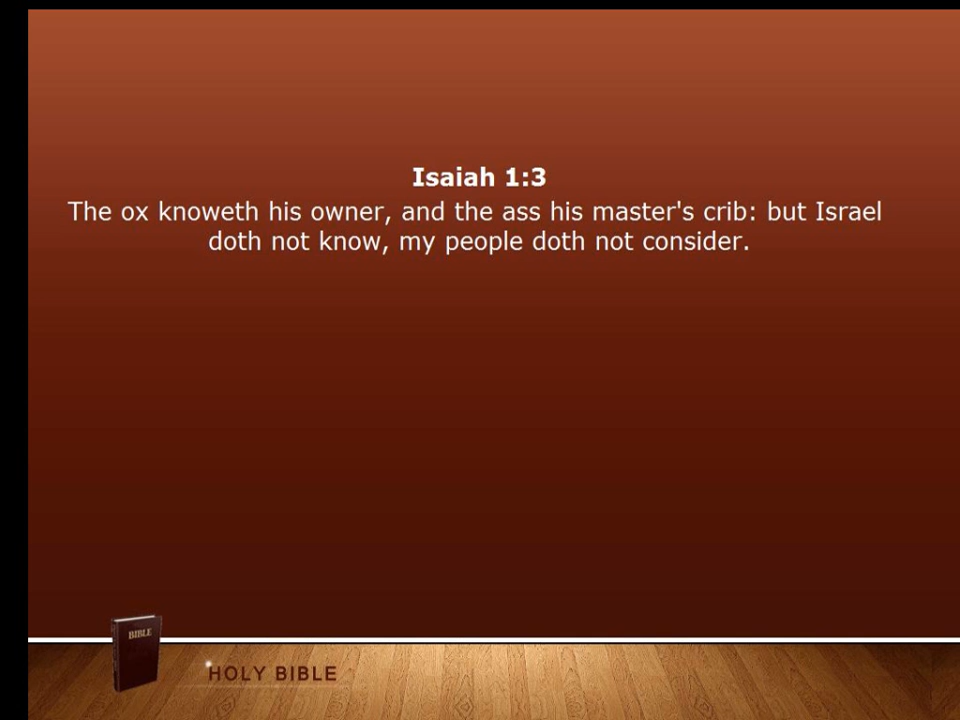 Isaiah 1:3
The ox knoweth his owner, and the ass his master's crib: but Israel
doth not know, my people doth not consider.
BIBLE
HOLY BIBLE